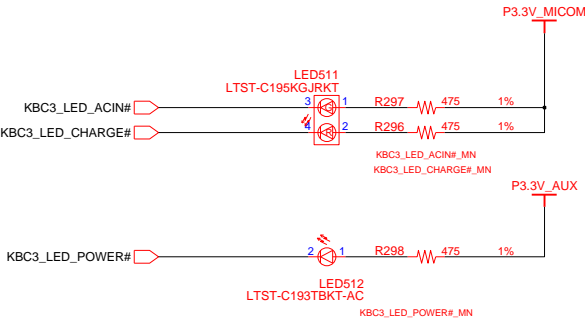 P3.3V_MICOM
LED511
LTST-C195KGJRKT
KBC3_LED_ACIN# 3 1 R297 475 1%
KBC3_LED_CHARGE# 4 2 R296 475 1%
KBC3_LED_ACIN#_MN
KBC3_LED_CHARGE#_MN
P3.3V_AUX
KBC3_LED_POWER# 2 1 R298 475 1%
LED512
LTST-C193TBKT-AC
KBC3_LED_POWER#_MN